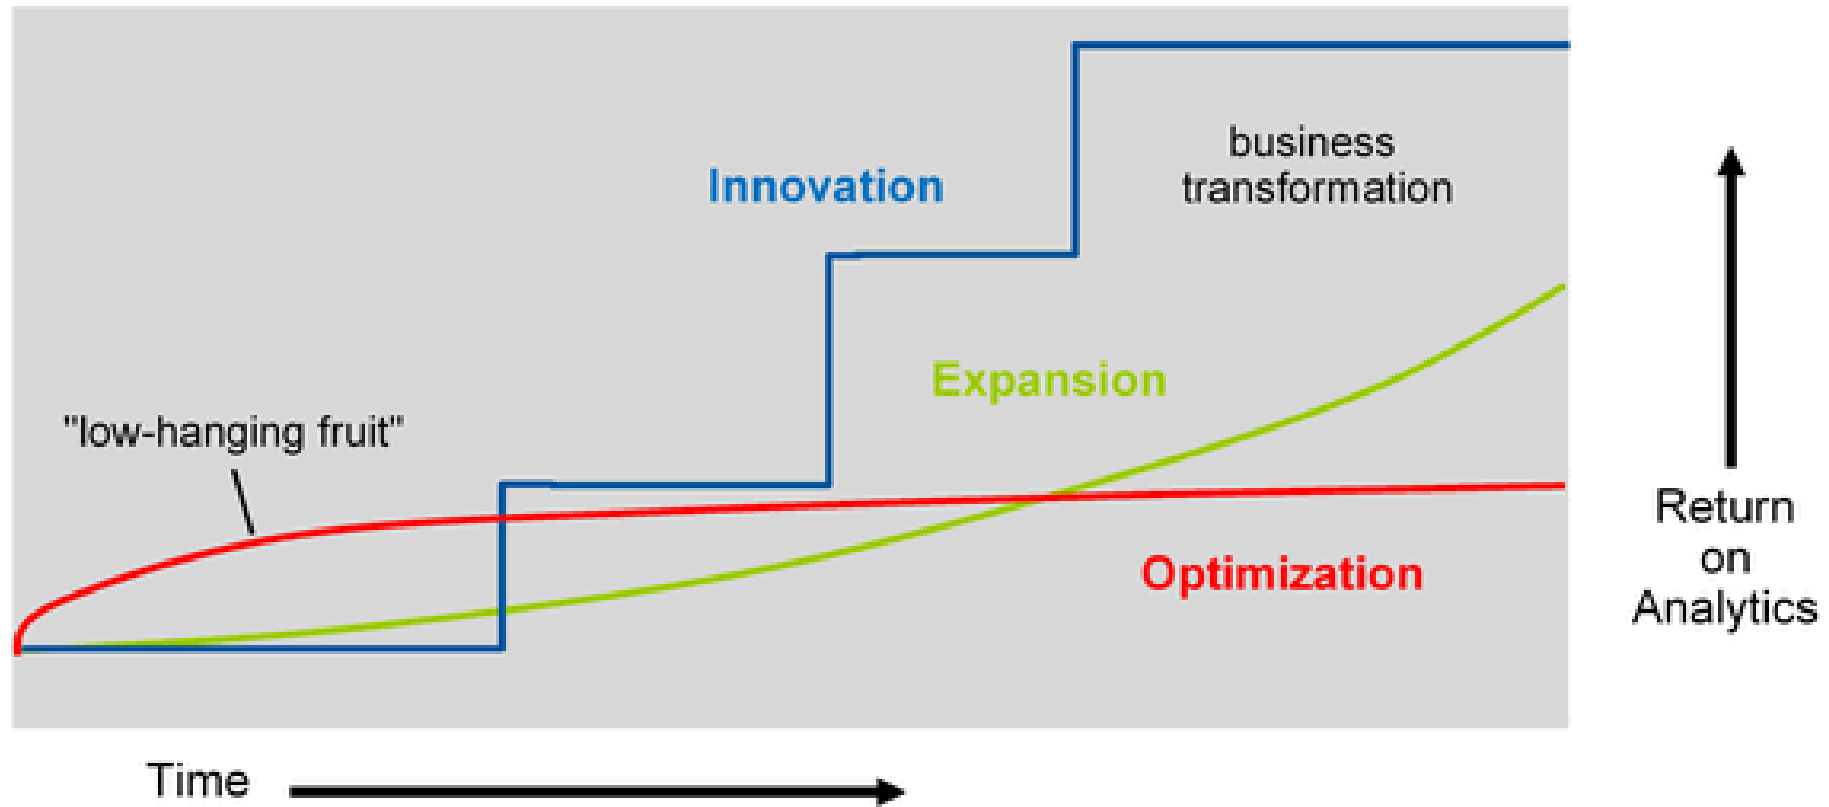 business
transformation
Innovation
Expansion
"low-hanging fruit"
Optimization
Return
on
Analytics
Time